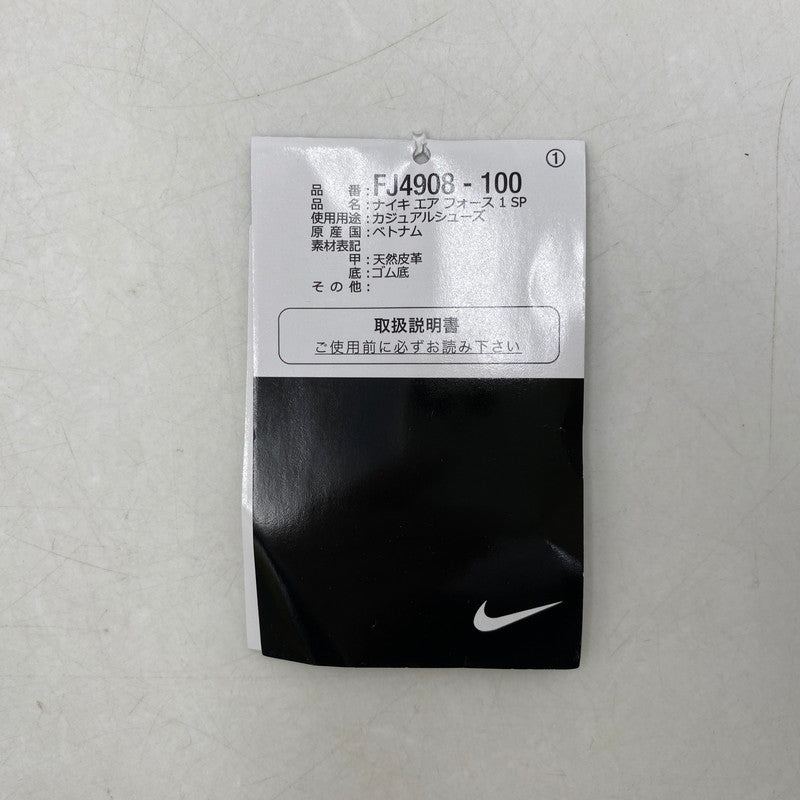 ①
品 番:FJ4908 - 100
品 名:ナイキ エア フォース 1 SP
使用用途:カジュアルシューズ
原 産 国:ベトナム
素材表記
甲:天然皮革
底:ゴム底
そ の 他:
取扱説明書
ご使用前に必ずお読み下さい